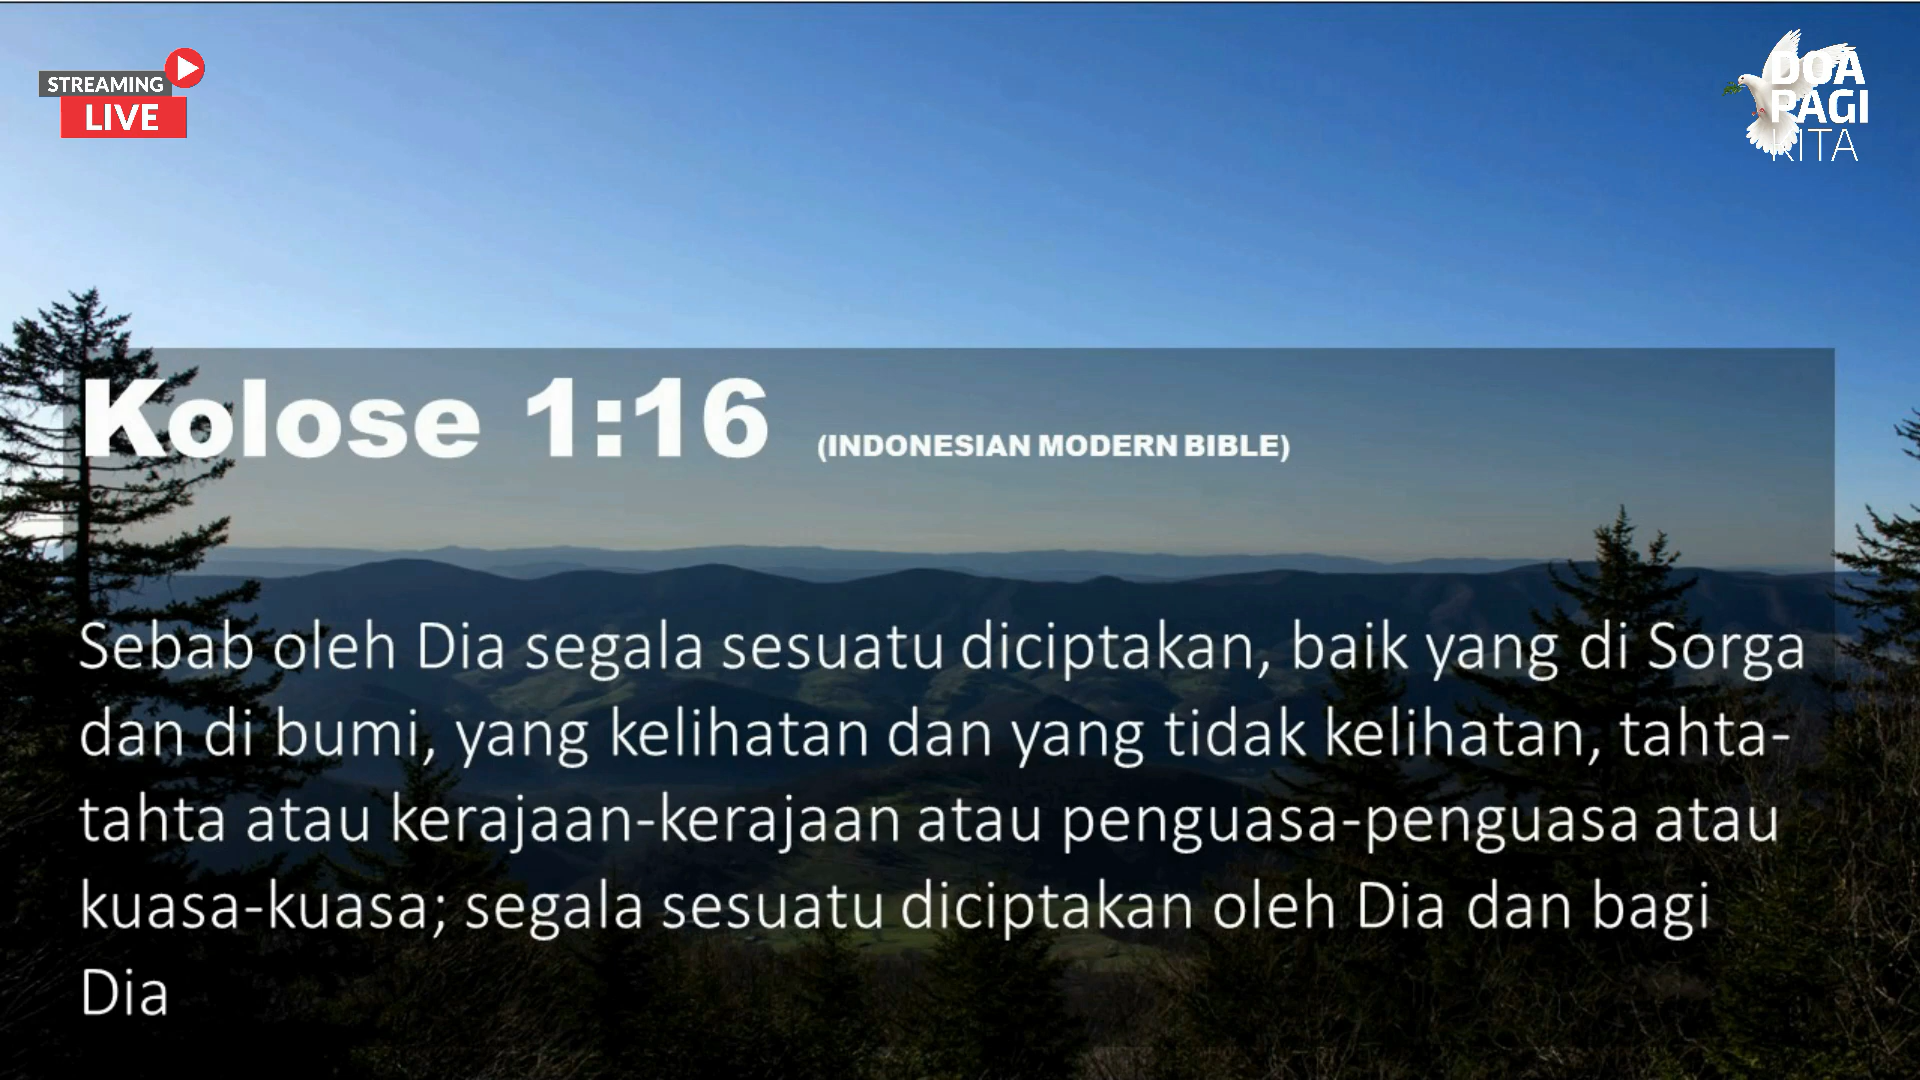 STREAMING
LIVE
DOA
PAGI
KITA
Kolose 1:16 (INDONESIAN MODERN BIBLE)
Sebab oleh Dia segala sesuatu diciptakan, baik yang di Sorga
dan di bumi, yang kelihatan dan yang tidak kelihatan, tahta-
tahta atau kerajaan-kerajaan atau penguasa-penguasa atau
kuasa-kuasa; segala sesuatu diciptakan oleh Dia dan bagi
Dia